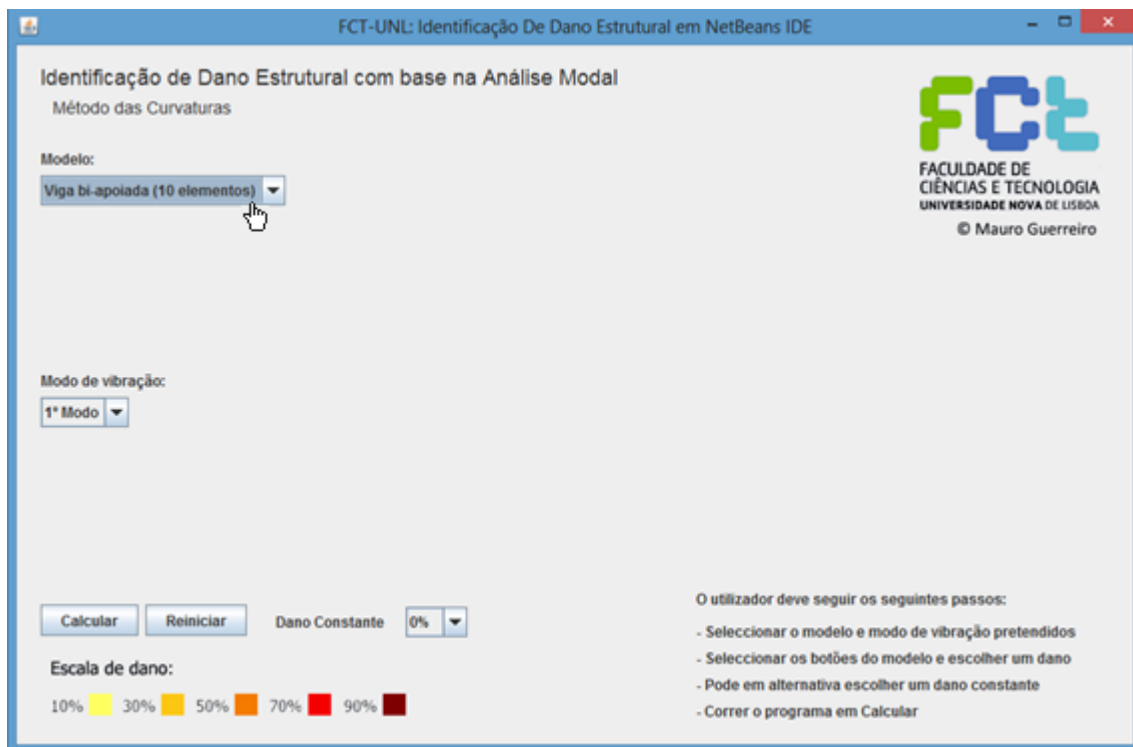 FCT-UNL: Identificação De Dano Estrutural em NetBeans IDE
Identificação de Dano Estrutural com base na Análise Modal
Método das Curvaturas
FCt
FACULDADE DE
CIÊNCIAS E TECNOLOGIA
UNIVERSIDADE NOVA DE LISBOA
© Mauro Guerreiro
Modelo:
Viga bi-apoiada (10 elementos)
Modo de vibração:
1º Modo
Calcular
Reiniciar
Dano Constante
0%
Escala de dano:
10% 30% 50% 70% 90%
O utilizador deve seguir os seguintes passos:
- Seleccionar o modelo e modo de vibração pretendidos
- Seleccionar os botões do modelo e escolher um dano
- Pode em alternativa escolher um dano constante
- Correr o programa em Calcular